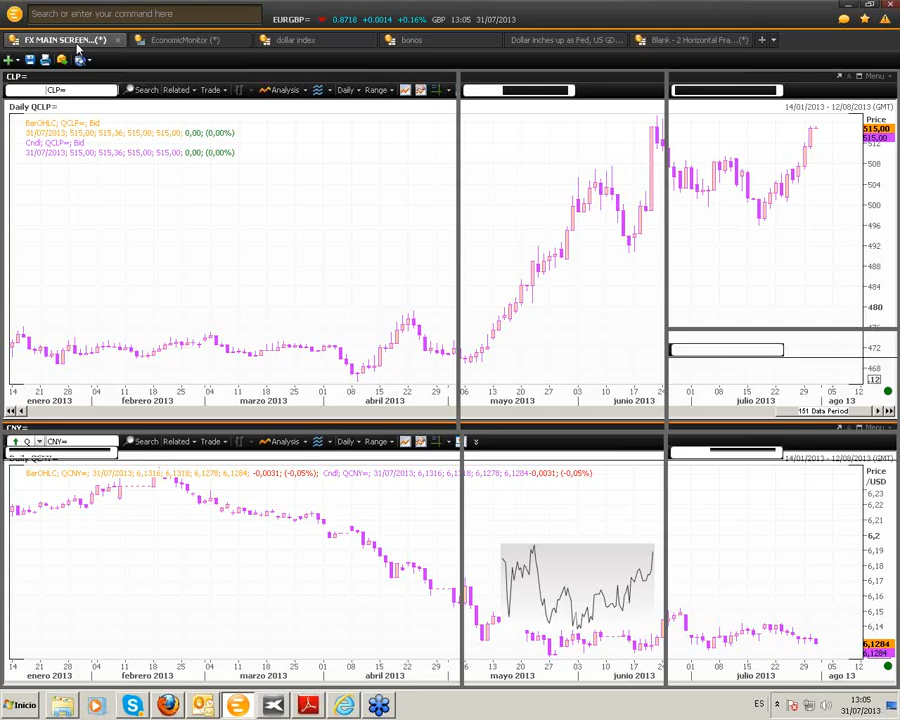 Search or enter your command here
EURGBP= 0.8718 +0.0014 +0.16% GBP 13:05 31/07/2013
FX MAIN SCREEN...(*)
EconomicMonitor (*)
dollar index
bonos
Dollar inches up as Fed, US GD...
Blank - 2 Horizontal Fra...(*)
CLP=
Menu
CLP=
Search Related Trade Analysis Daily Range
Daily QCLP=
14/01/2013 - 12/08/2013 (GMT)
BarOHLC; QCLP=; Bid
31/07/2013; 515,00; 515,36; 515,00; 515,00; 0,00; (0,00%)
Cndl; QCLP=; Bid
31/07/2013; 515,00; 515,36; 515,00; 515,00; 0,00; (0,00%)
Price
515,00
515,00
512
508
504
500
496
492
488
484
480
472
468
.12
14 21 28 04 11 18 25 04 11 18 25 01 08 15 22 29 13 20 27 03 10 17 01 08 15 22 29 05 12
enero 2013 febrero 2013 marzo 2013 abril 2013 mayo 2013 junio 2013 julio 2013 ago 13
151 Data Period
CNY=
Menu
Q CNY=
Search Related Trade Analysis Daily Range
Daily QCNY=
14/01/2013 - 12/08/2013 (GMT)
BarOHLC; QCNY=; 31/07/2013; 6,1316; 6,1318; 6,1278; 6,1284; -0,0031; (-0,05%); Cndl; QCNY=; 31/07/2013; 6,1316; 6,1318; 6,1278; 6,1284 -0,0031; (-0,05%)
Price
/USD
6,23
6,22
6,21
6,2
6,19
6,18
6,17
6,16
6,15
6,14
6,1284
6,1284
14 21 28 04 11 18 25 04 11 18 25 01 08 15 22 29 13 20 27 03 10 17 01 08 15 22 29 05 12
enero 2013 febrero 2013 marzo 2013 abril 2013 mayo 2013 junio 2013 julio 2013 ago 13
Inicio
ES
13:05
31/07/2013